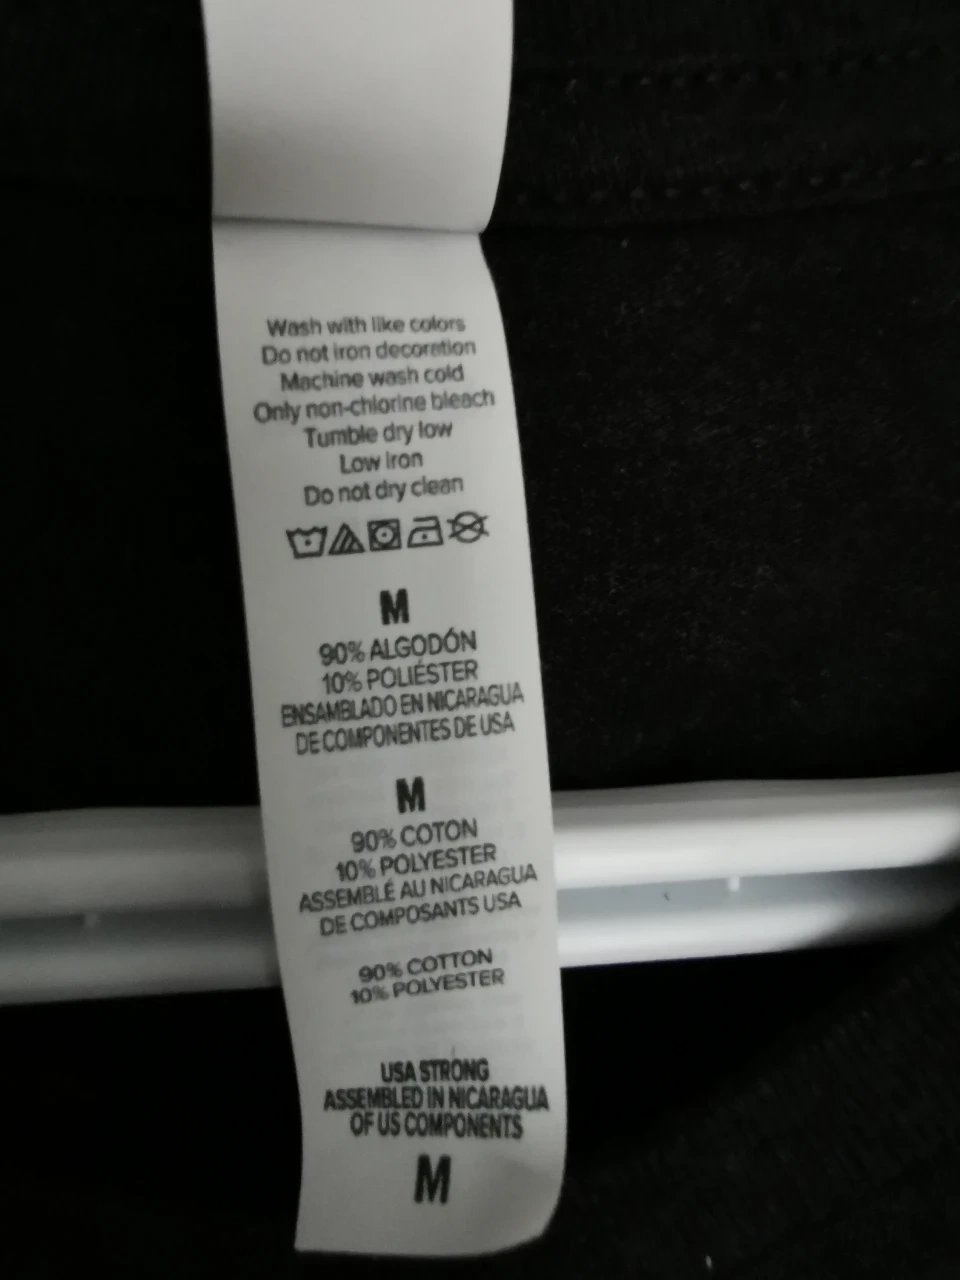 Wash with like colors
Do not iron decoration
Machine wash cold
Only non-chlorine bleach
Tumble dry low
Low iron
Do not dry clean
M
90% ALGODÓN
10% POLIÉSTER
ENSAMBLADO EN NICARAGUA
DE COMPONENTES DE USA
M
90% COTON
10% POLYESTER
ASSEMBLÉ AU NICARAGUA
DE COMPOSANTS USA
90% COTTON
10% POLYESTER
USA STRONG
ASSEMBLED IN NICARAGUA
OF US COMPONENTS
M